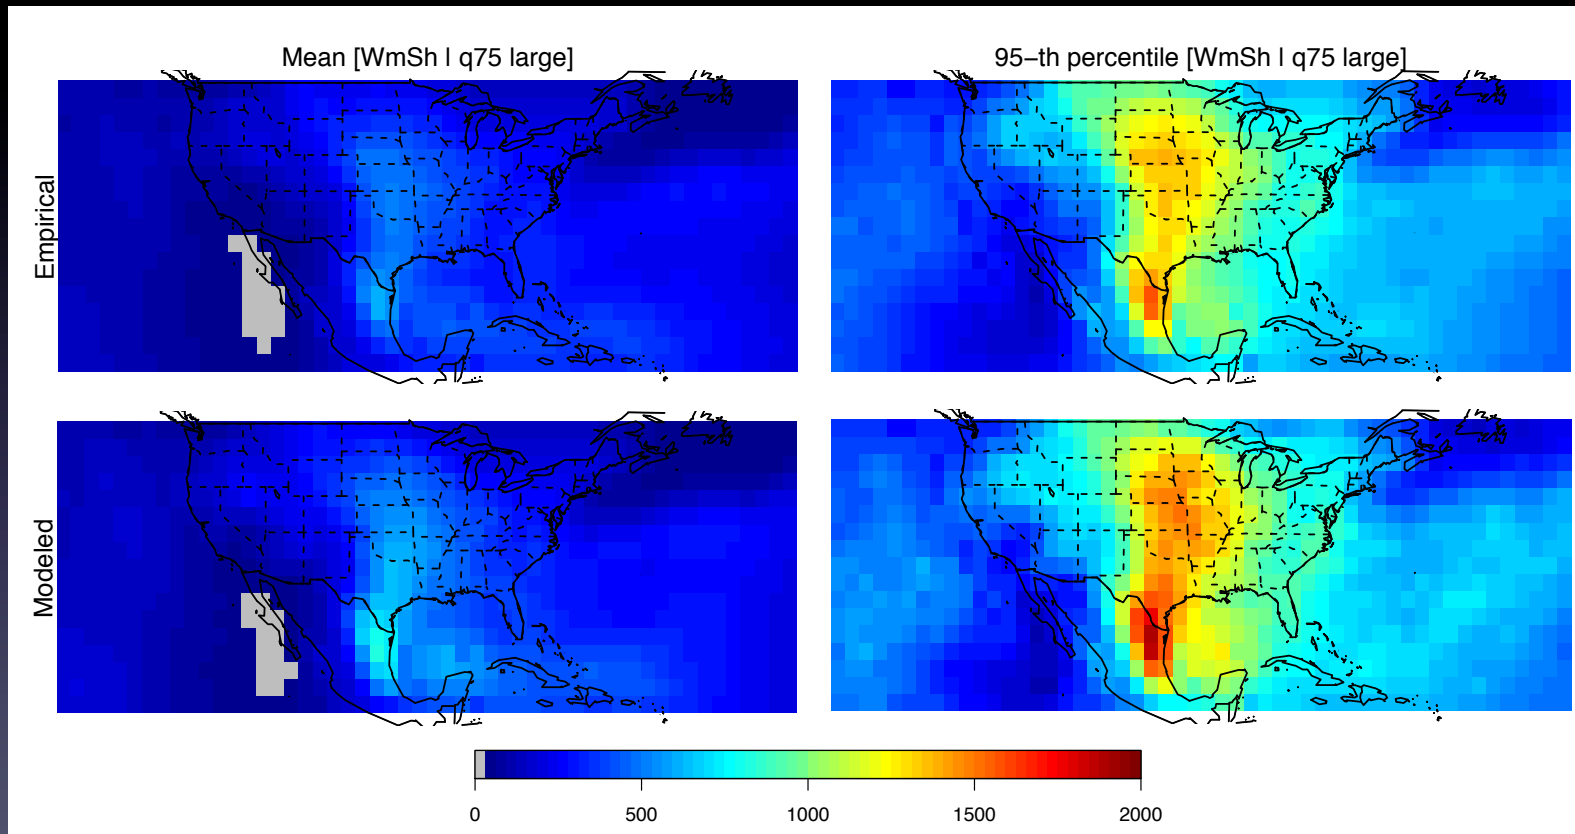 Mean [WmSh | q75 large]
95−th percentile [WmSh | q75 large]
Empirical
Modeled
0 500 1000 1500 2000